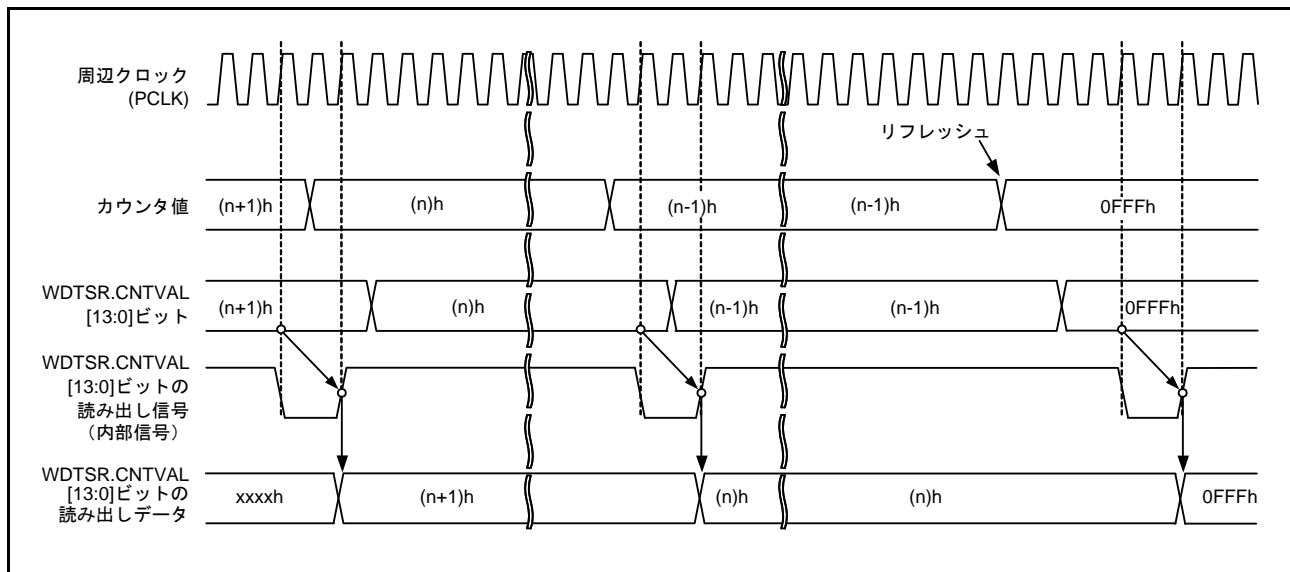 周辺クロック
(PCLK)
リフレッシュ
カウンタ値
(n+1)h
(n)h
(n-1)h
(n-1)h
0FFFh
WDTSR.CNTVAL
[13:0]ビット
(n+1)h
(n)h
(n-1)h
(n-1)h
0FFFh
WDTSR.CNTVAL
[13:0]ビットの
読み出し信号
（内部信号）
WDTSR.CNTVAL
[13:0]ビットの
読み出しデータ
xxxxh
(n+1)h
(n)h
(n)h
0FFFh